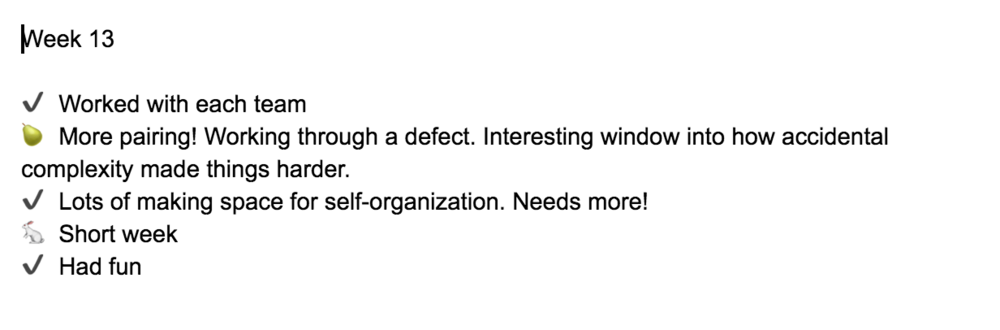 Week 13
✔ Worked with each team
🍐 More pairing! Working through a defect. Interesting window into how accidental
complexity made things harder.
✔ Lots of making space for self-organization. Needs more!
🐇 Short week
✔ Had fun